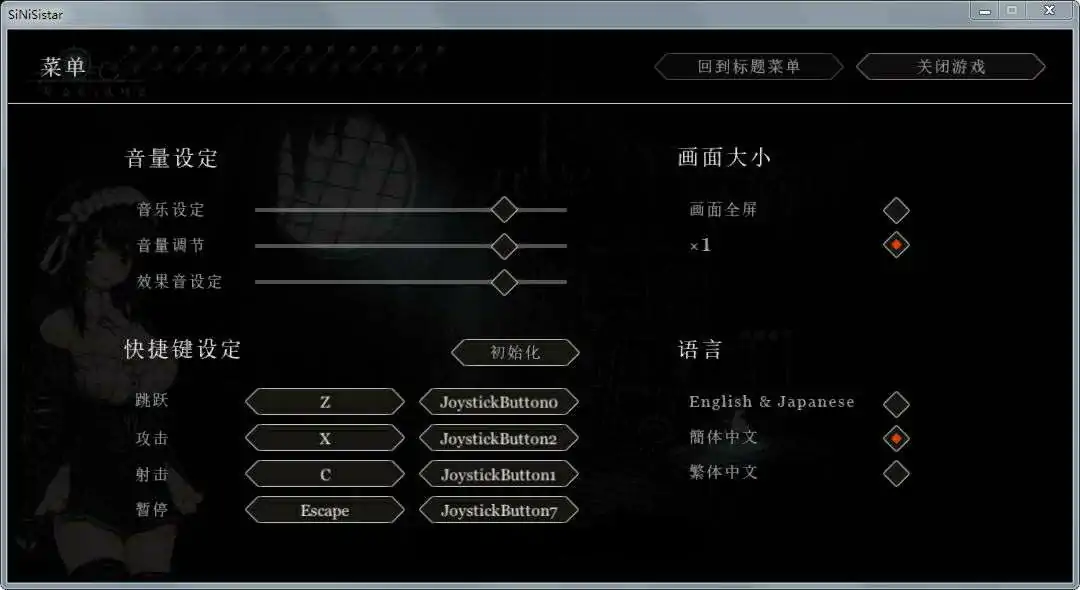 SiNiSistar
菜单
回到标题菜单
关闭游戏
音量设定
音乐设定
音量调节
效果音设定
画面大小
画面全屏
×1
快捷键设定
初始化
跳跃 Z JoystickButton0
攻击 X JoystickButton2
射击 C JoystickButton1
暂停 Escape JoystickButton7
语言
English & Japanese
簡体中文
繁体中文